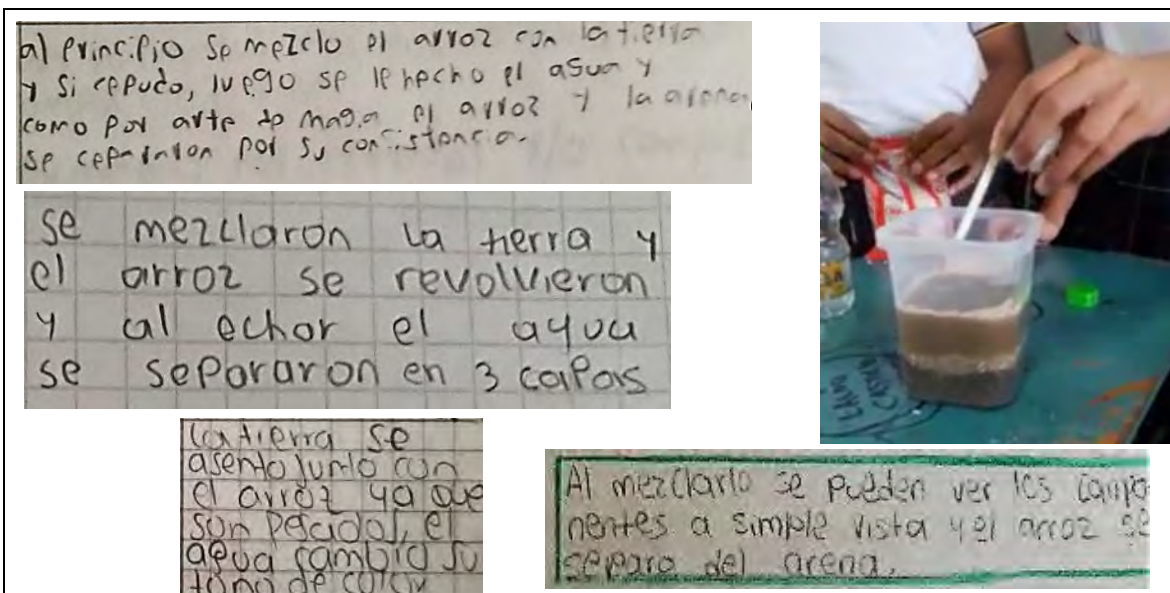 al principio se mezclo el arroz con la tierra
y si cepudo, luego se le hecho el agua y
como por arte de magia el arroz y la arena
se ceparaton por su consistencia.
se mezclaron la tierra y
el arroz se revolvieron
y al echar el agua
se separaron en 3 capas
la tierra se
asento junto con
el arroz ya que
son pecidos, el
agua cambio su
tono de color
Al mezclarlo se pueden ver los compo
nentes a simple vista y el arroz se
separo del arena.